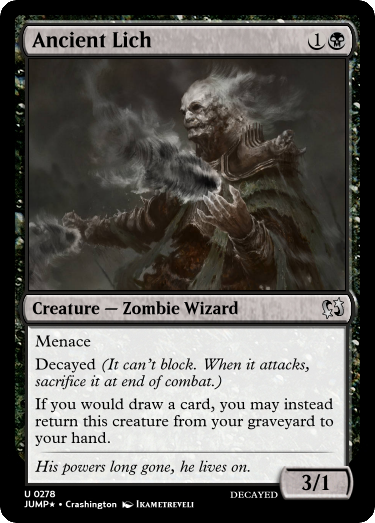 Ancient Lich 1
Creature — Zombie Wizard
Menace
Decayed (It can't block. When it attacks,
sacrifice it at end of combat.)
If you would draw a card, you may instead
return this creature from your graveyard to
your hand.
His powers long gone, he lives on.
3/1
U 0278
DECAYED
JUMP★ • Crashington IKAMETREVELI